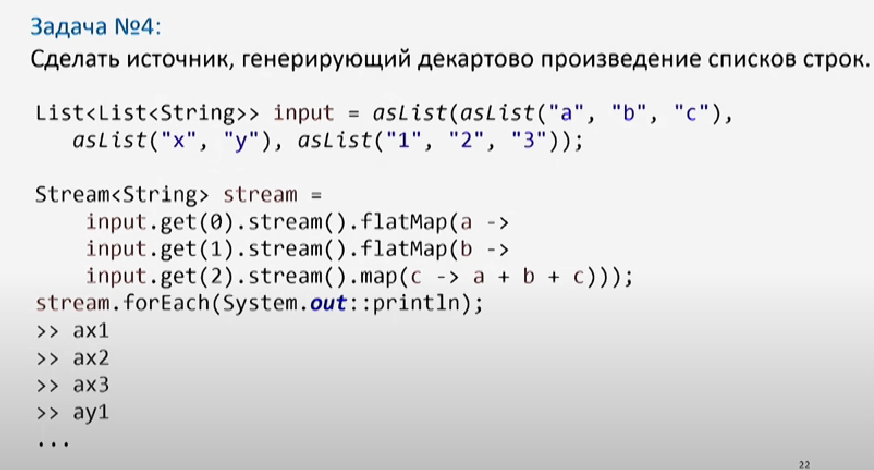 Задача №4:
Сделать источник, генерирующий декартово произведение списков строк.
List<List<String>> input = asList(asList("a", "b", "c"),
asList("x", "y"), asList("1", "2", "3"));
Stream<String> stream =
input.get(0).stream().flatMap(a ->
input.get(1).stream().flatMap(b ->
input.get(2).stream().map(c -> a + b + c)));
stream.forEach(System.out::println);
>> ax1
>> ax2
>> ax3
>> ay1
...
22